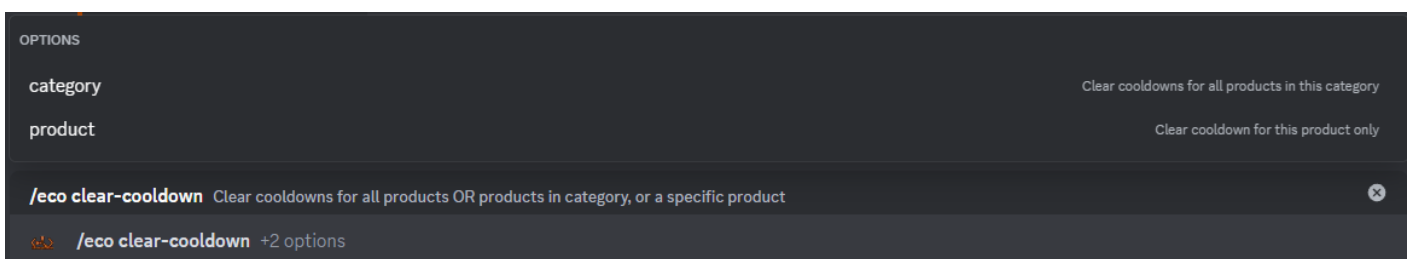 OPTIONS
category Clear cooldowns for all products in this category
product Clear cooldown for this product only
/eco clear-cooldown Clear cooldowns for all products OR products in category, or a specific product
/eco clear-cooldown +2 options